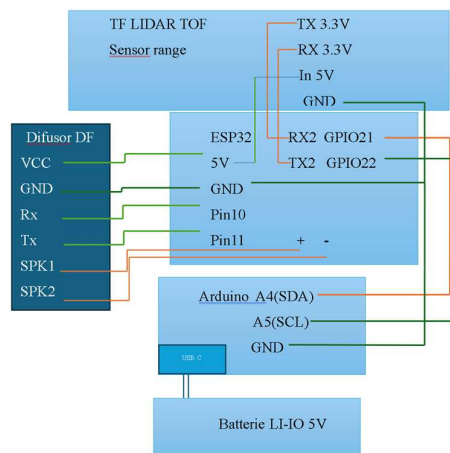 TF LIDAR TOF
Sensor range
TX 3.3V
RX 3.3V
In 5V
GND
Difusor DF
VCC
GND
Rx
Tx
SPK1
SPK2
ESP32
5V
GND
Pin10
Pin11
+ -
RX2 GPIO21
TX2 GPIO22
Arduino A4(SDA)
A5(SCL)
GND
USB C
Batterie LI-IO 5V